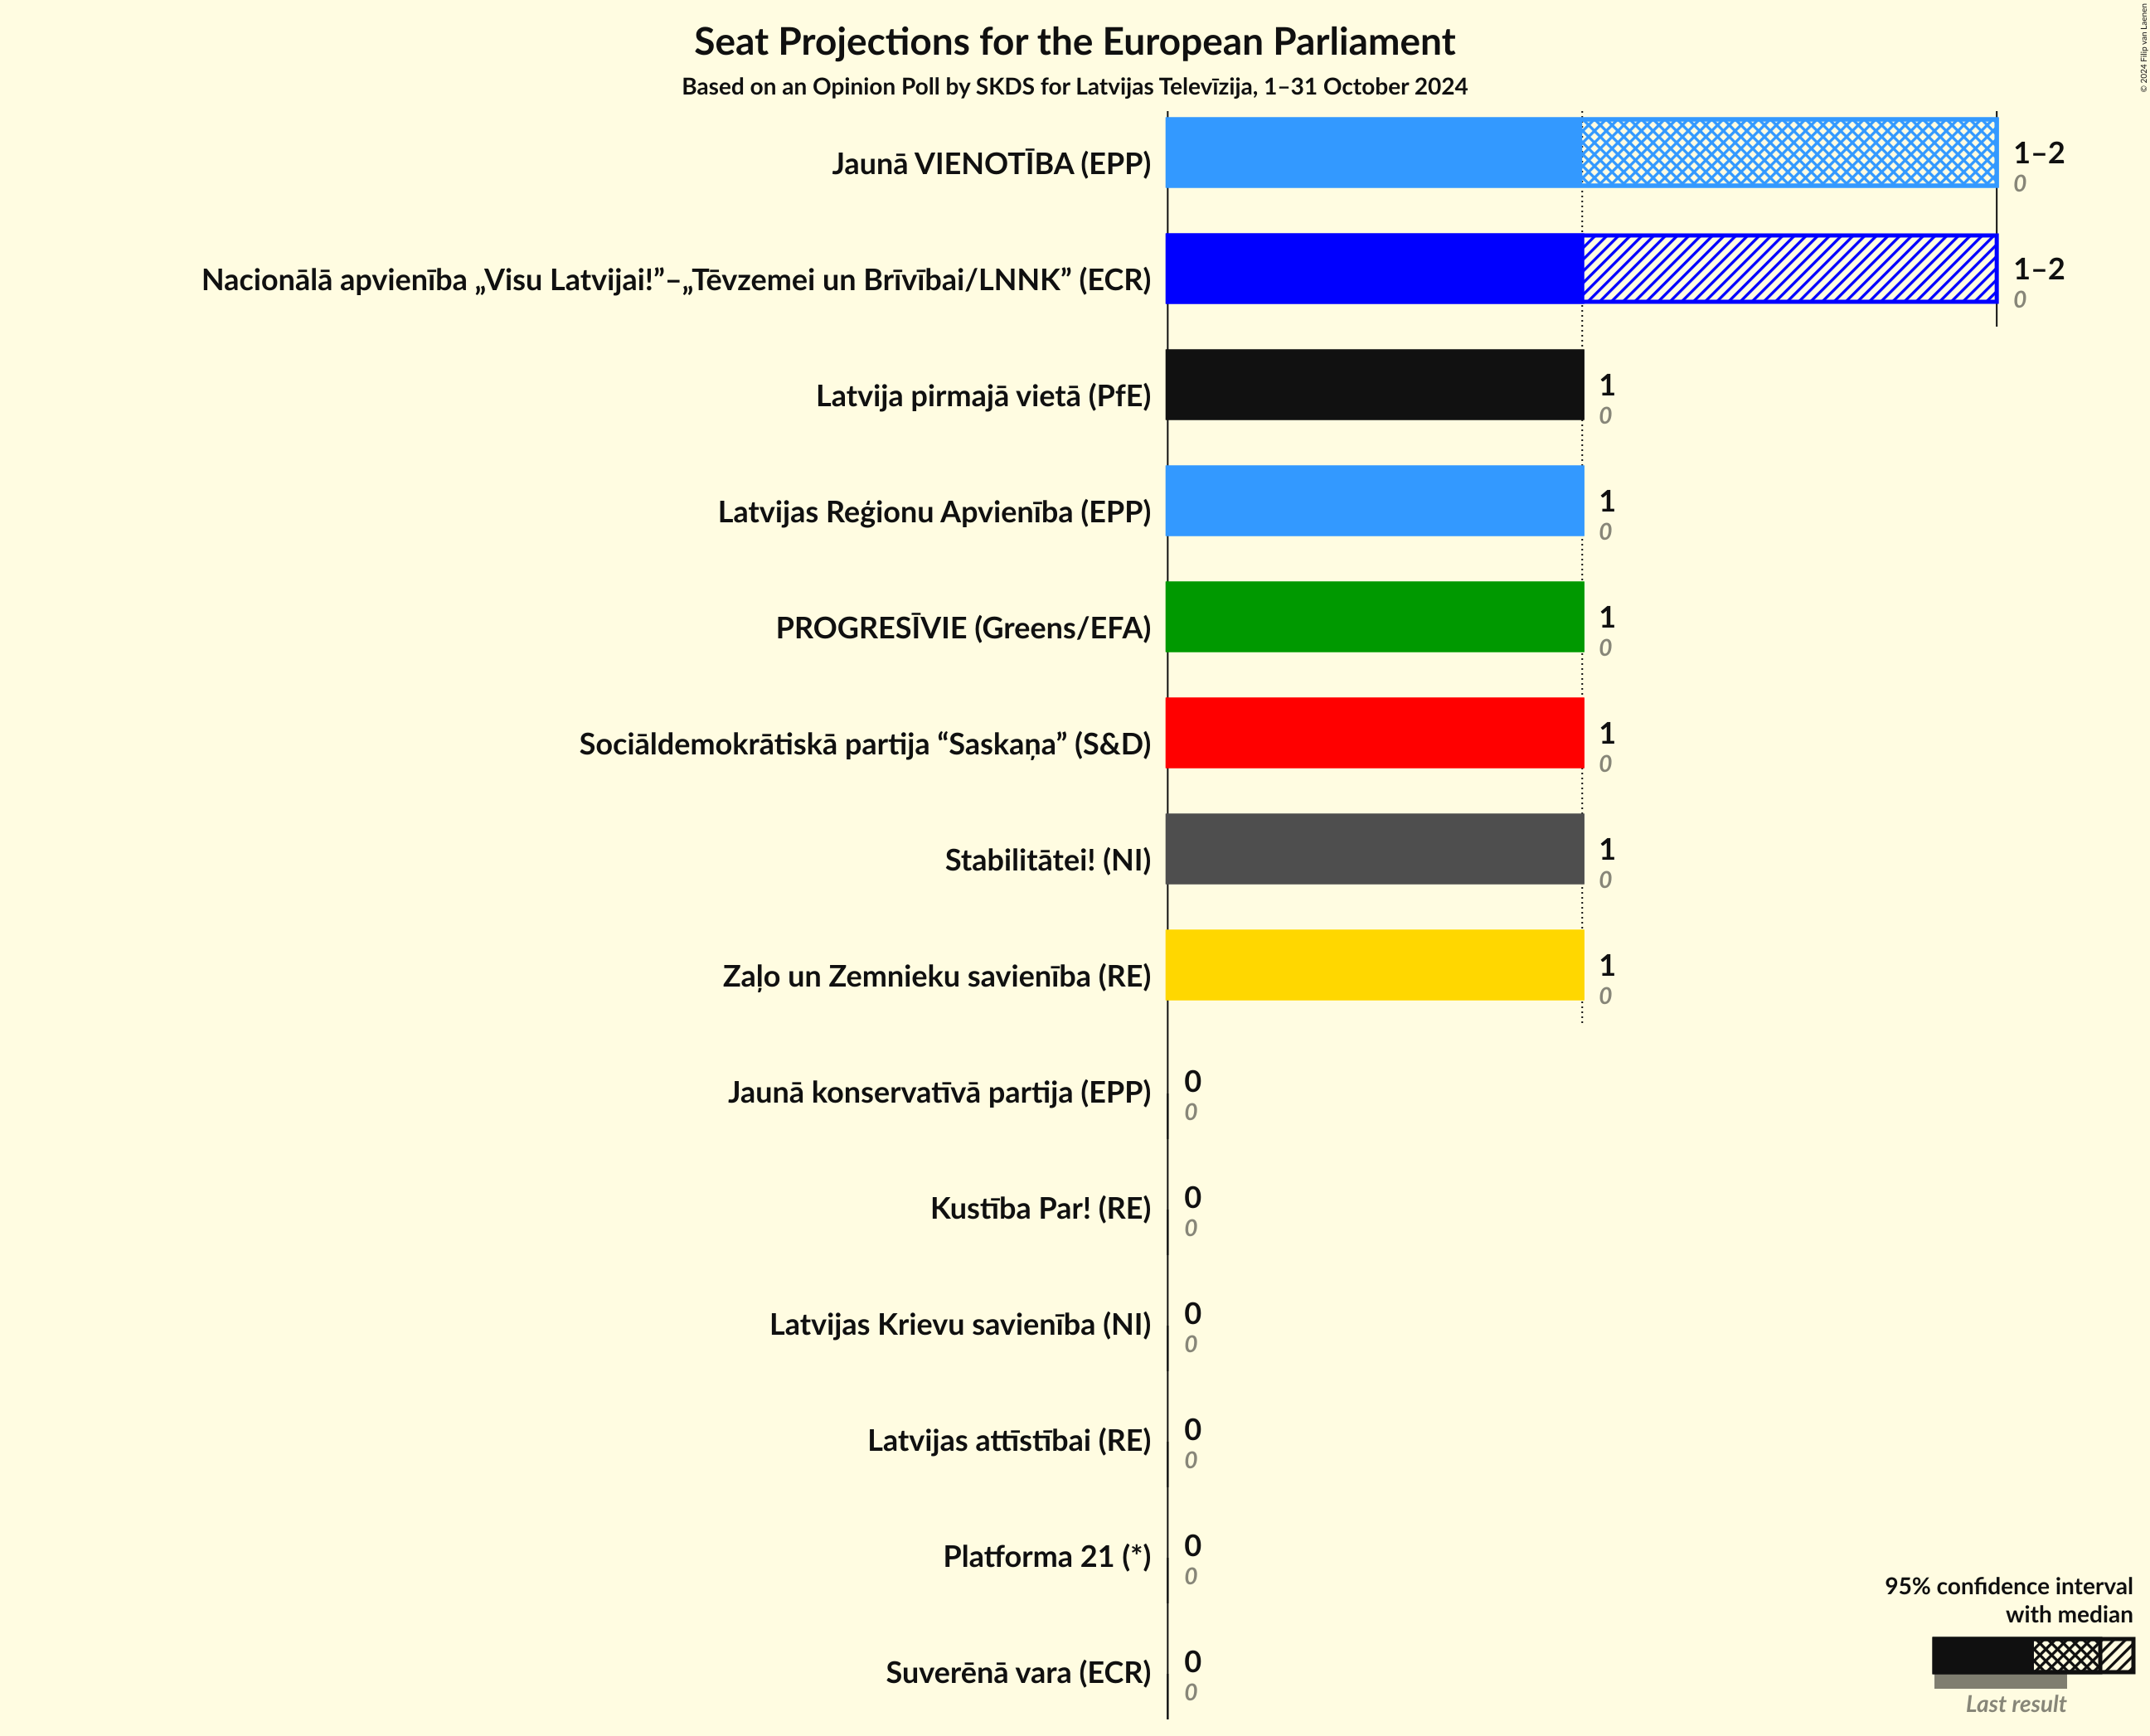 Seat Projections for the European Parliament
Based on an Opinion Poll by SKDS for Latvijas Televīzija, 1–31 October 2024
© 2024 Filip van Laenen
Jaunā VIENOTĪBA (EPP)
1–2
0
Nacionālā apvienība „Visu Latvijai!”–„Tēvzemei un Brīvībai/LNNK” (ECR)
1–2
0
Latvija pirmajā vietā (PfE)
1
0
Latvijas Reģionu Apvienība (EPP)
1
0
PROGRESĪVIE (Greens/EFA)
1
0
Sociāldemokrātiskā partija “Saskaņa” (S&D)
1
0
Stabilitātei! (NI)
1
0
Zaļo un Zemnieku savienība (RE)
1
0
Jaunā konservatīvā partija (EPP)
0
0
Kustība Par! (RE)
0
0
Latvijas Krievu savienība (NI)
0
0
Latvijas attīstībai (RE)
0
0
Platforma 21 (*)
0
0
Suverēnā vara (ECR)
0
0
95% confidence interval
with median
Last result